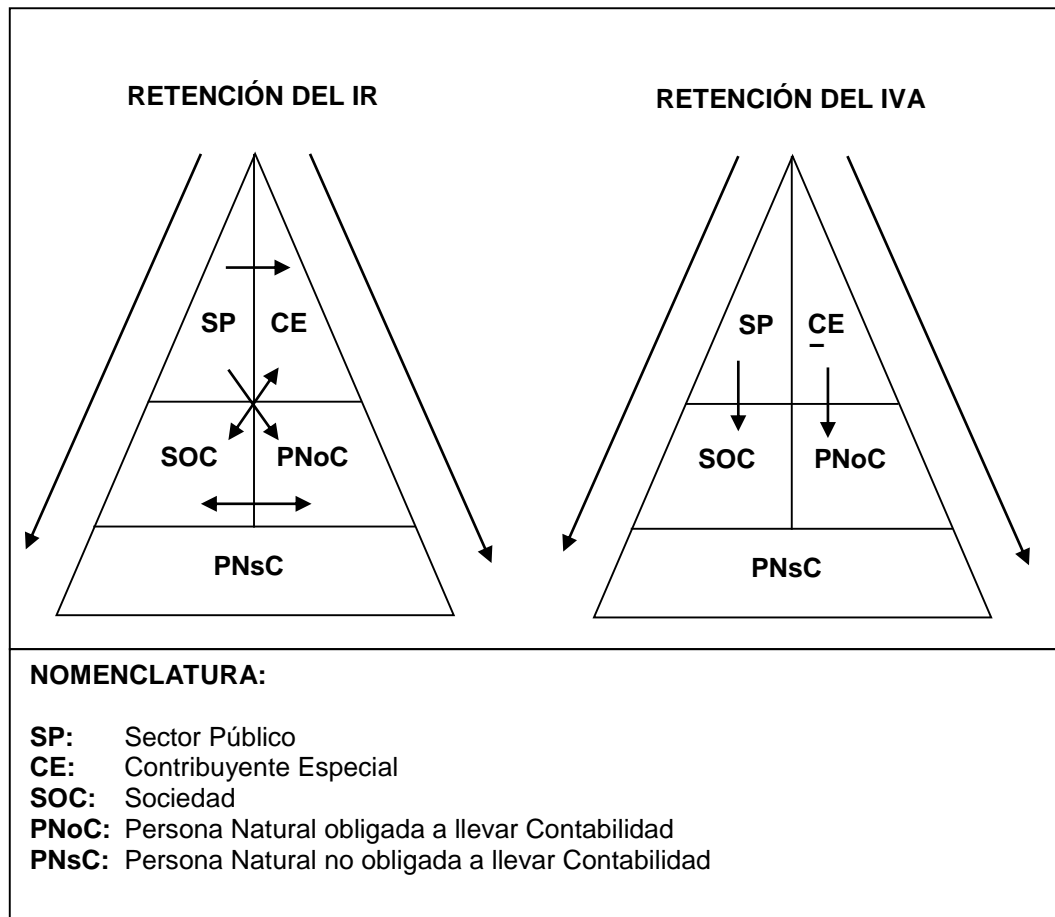 RETENCIÓN DEL IR
RETENCIÓN DEL IVA
SP CE
SOC PNoC
PNsC
SP CE
SOC PNoC
PNsC
NOMENCLATURA:
SP: Sector Público
CE: Contribuyente Especial
SOC: Sociedad
PNoC: Persona Natural obligada a llevar Contabilidad
PNsC: Persona Natural no obligada a llevar Contabilidad